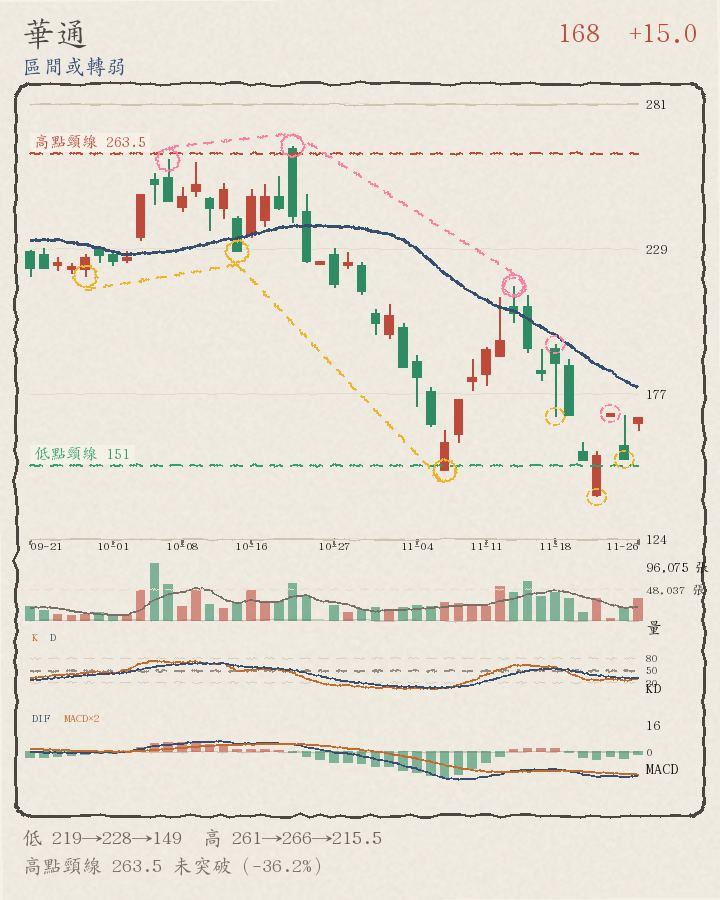 華通
168 +15.0
區間或轉弱
281
高點頸線 263.5
229
177
低點頸線 151
124
09-21 10-01 10-08 10-16 10-27 11-04 11-11 11-18 11-26
96,075 張
48,037 張
量
K D
80
50
20
KD
DIF MACD×2
16
0
MACD
低 219→228→149 高 261→266→215.5
高點頸線 263.5 未突破 (-36.2%)